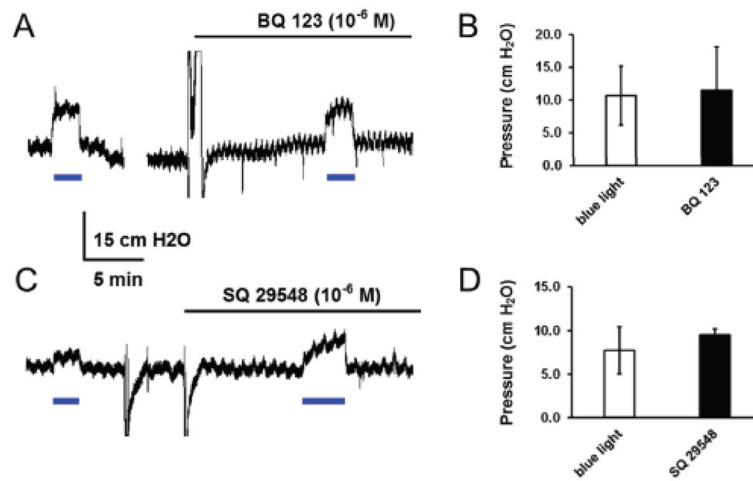 A
BQ 123 (10⁻⁶ M)
15 cm H2O
5 min
B
Pressure (cm H₂O)
20.0
15.0
10.0
5.0
0.0
blue light
BQ 123
C
SQ 29548 (10⁻⁶ M)
D
Pressure (cm H₂O)
15.0
10.0
5.0
0.0
blue light
SQ 29548